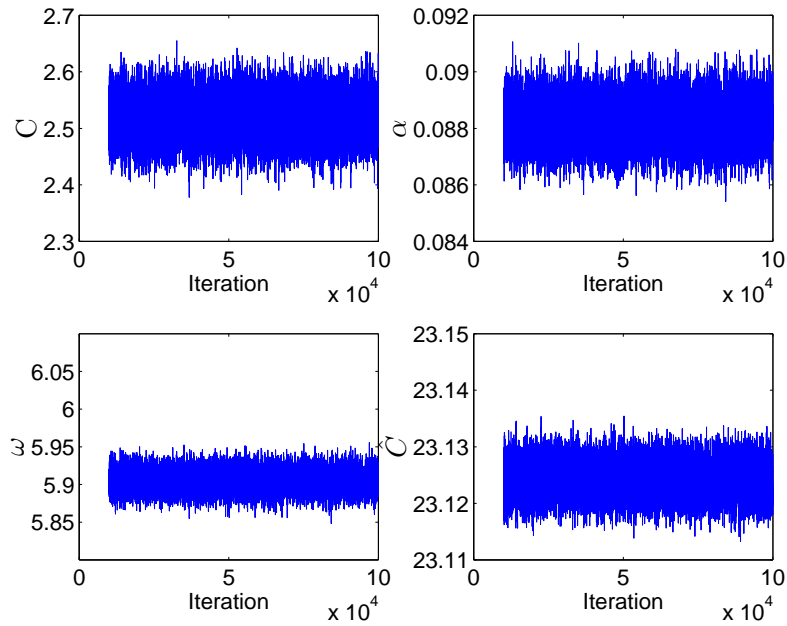 2.7
2.6
2.5
2.4
2.3
C
0 5 10
Iteration
x 10^4
0.092
0.09
0.088
0.086
0.084
α
0 5 10
Iteration
x 10^4
6.05
6
5.95
5.9
5.85
ω
0 5 10
Iteration
x 10^4
23.15
23.14
23.13
23.12
23.11
Ĉ
0 5 10
Iteration
x 10^4